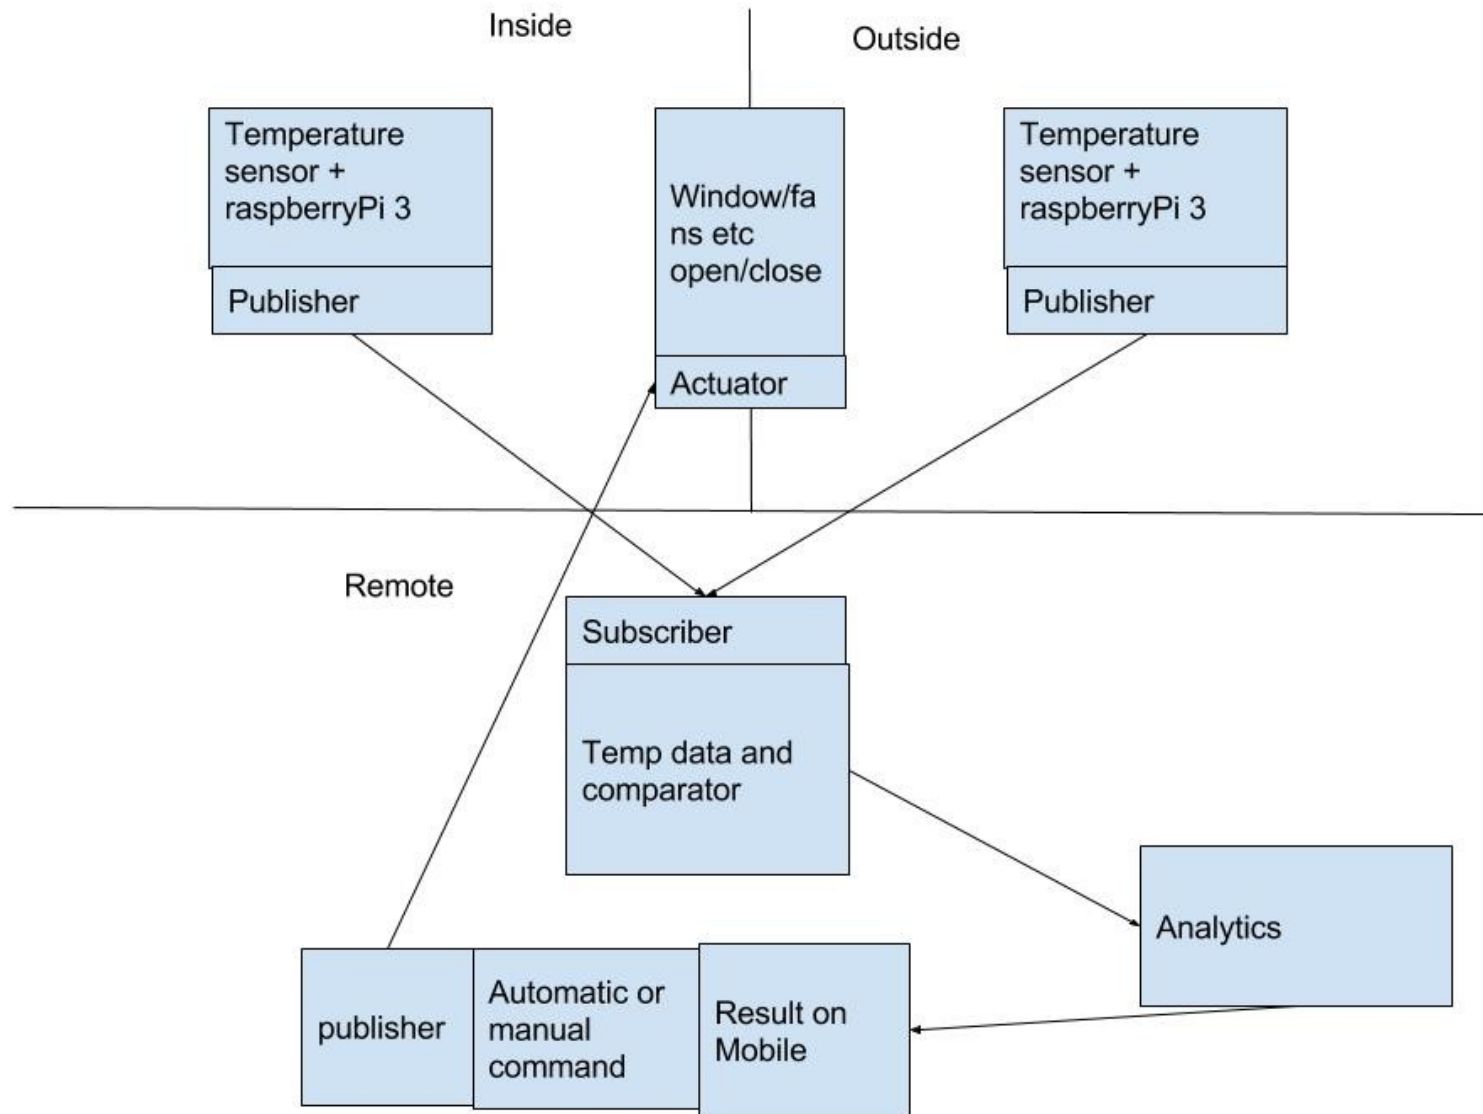 Inside
Outside
Temperature
sensor +
raspberryPi 3
Publisher
Window/fa
ns etc
open/close
Actuator
Temperature
sensor +
raspberryPi 3
Publisher
Remote
Subscriber
Temp data and
comparator
Analytics
publisher
Automatic or
manual
command
Result on
Mobile